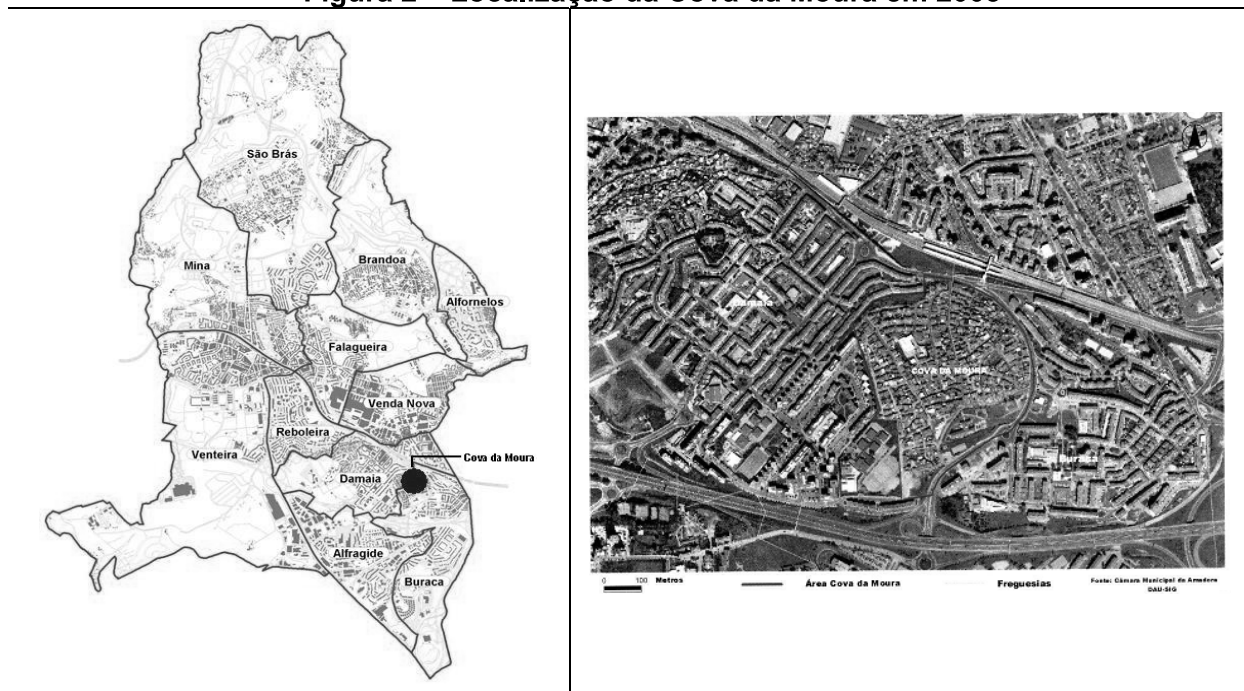 Figura 2 – Localização da Cova da Moura em 2008
São Brás
Mina
Brandoa
Alfornelos
Falagueira
Venda Nova
Reboleira
Venteira
Cova da Moura
Damaia
Alfragide
Buraca
Damaia
COVA DA MOURA
Buraca
0 100 Metros
Área Cova da Moura
Freguesias
Fonte: Câmara Municipal da Amadora
DAU-SIG